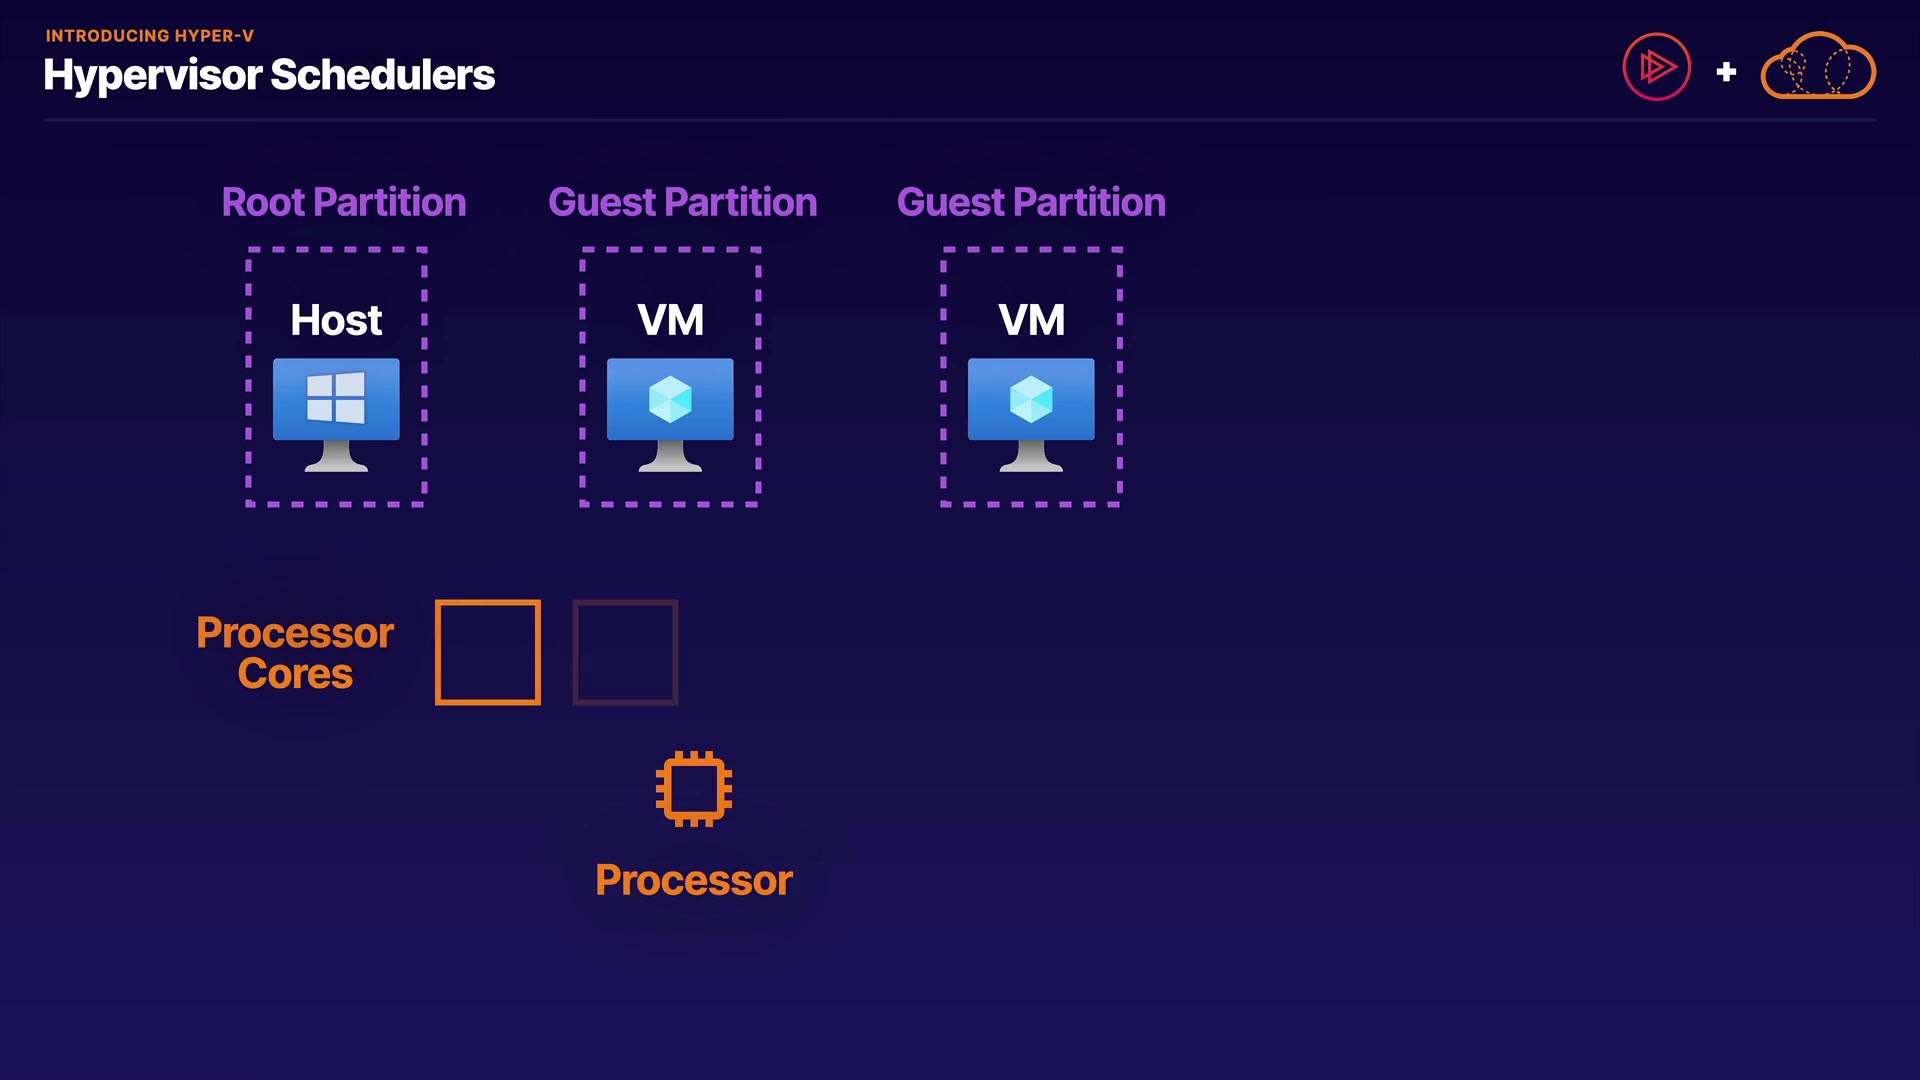 INTRODUCING HYPER-V
Hypervisor Schedulers
+
Root Partition
Guest Partition
Guest Partition
Host
VM
VM
Processor
Cores
Processor